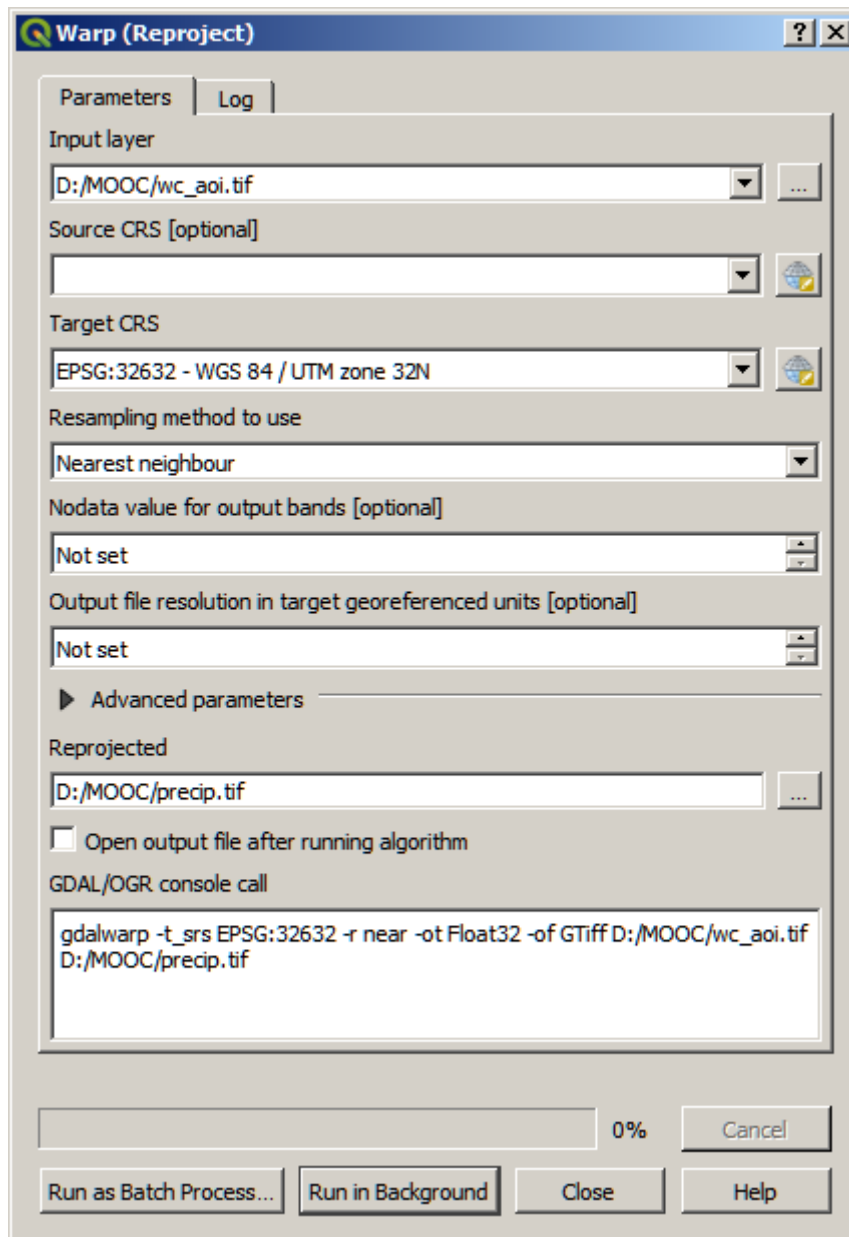 Warp (Reproject)
Parameters
Log
Input layer
D:/MOOC/wc_aoi.tif
...
Source CRS [optional]
Target CRS
EPSG:32632 - WGS 84 / UTM zone 32N
Resampling method to use
Nearest neighbour
Nodata value for output bands [optional]
Not set
Output file resolution in target georeferenced units [optional]
Not set
Advanced parameters
Reprojected
D:/MOOC/precip.tif
...
Open output file after running algorithm
GDAL/OGR console call
gdalwarp -t_srs EPSG:32632 -r near -ot Float32 -of GTiff D:/MOOC/wc_aoi.tif
D:/MOOC/precip.tif
0%
Cancel
Run as Batch Process...
Run in Background
Close
Help